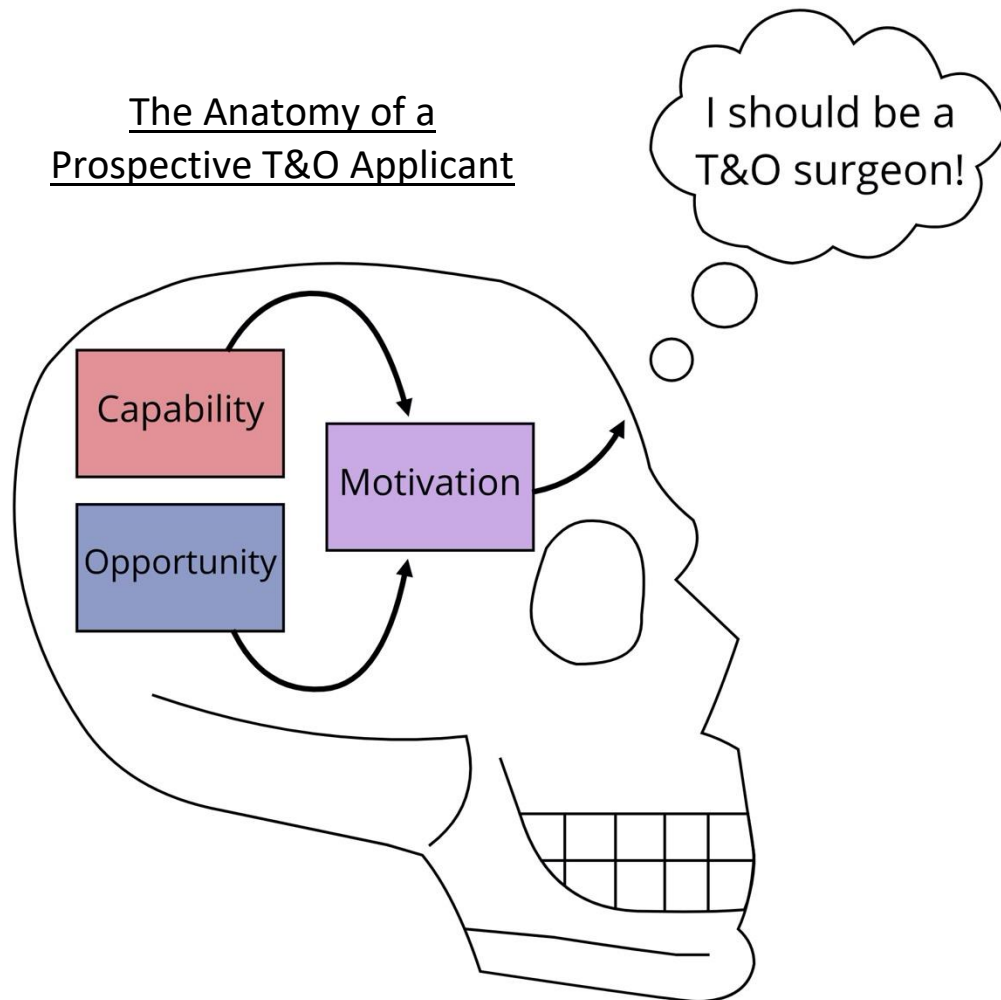 The Anatomy of a
Prospective T&O Applicant
I should be a
T&O surgeon!
Capability
Motivation
Opportunity